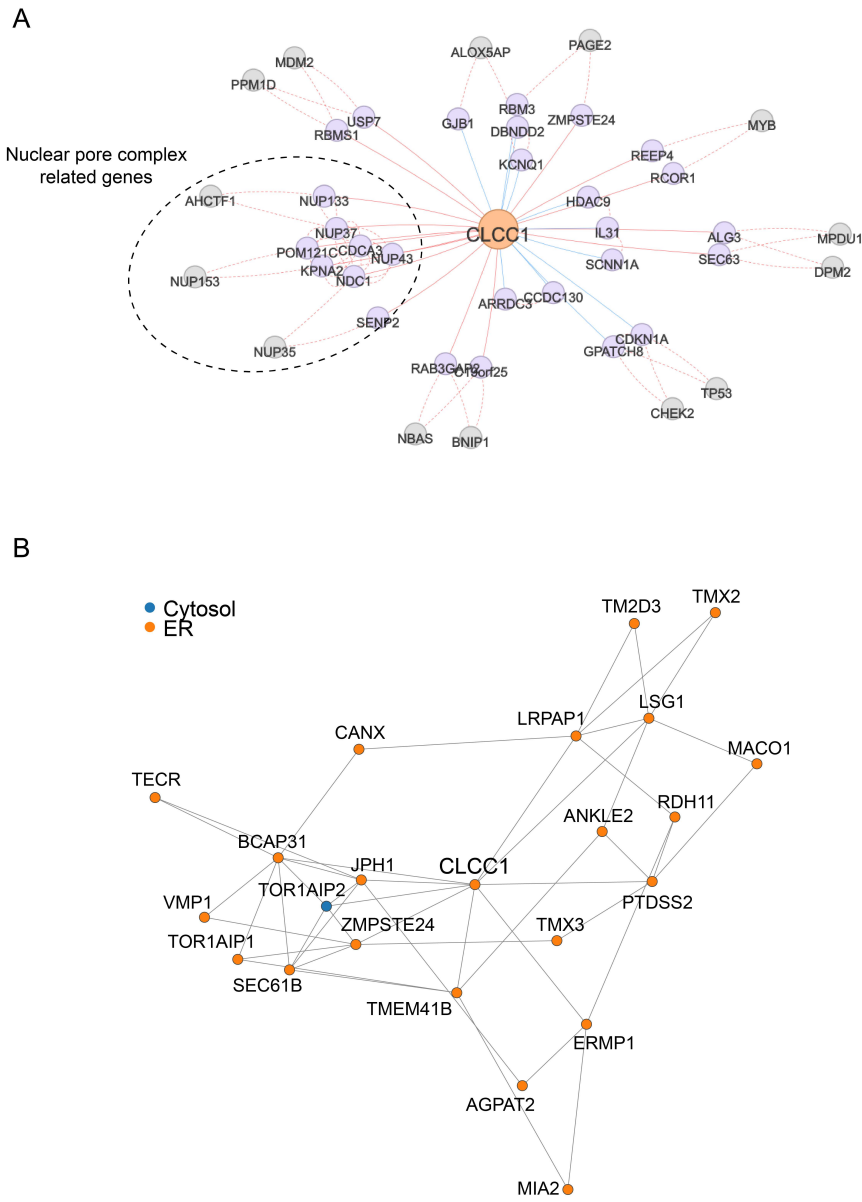 A
ALOX5AP
PAGE2
MDM2
PPM1D
USP7
RBMS1
GJB1
RBM3
DBNDD2
ZMPSTE24
KCNQ1
MYB
REEP4
RCOR1
Nuclear pore complex
related genes
AHCTF1
NUP133
HDAC9
NUP37
CLCC1
IL31
ALG3
MPDU1
POM121C
CDCA3
NUP43
SEC63
DPM2
KPNA2
SCNN1A
NUP153
NDC1
ARRDC3
CCDC130
SENP2
NUP35
CDKN1A
GPATCH8
RAB3GAP2
C19orf25
TP53
CHEK2
NBAS
BNIP1
B
Cytosol
ER
TM2D3
TMX2
LRPAP1
LSG1
CANX
MACO1
TECR
RDH11
ANKLE2
BCAP31
JPH1
CLCC1
TOR1AIP2
VMP1
PTDSS2
ZMPSTE24
TMX3
TOR1AIP1
SEC61B
TMEM41B
ERMP1
AGPAT2
MIA2